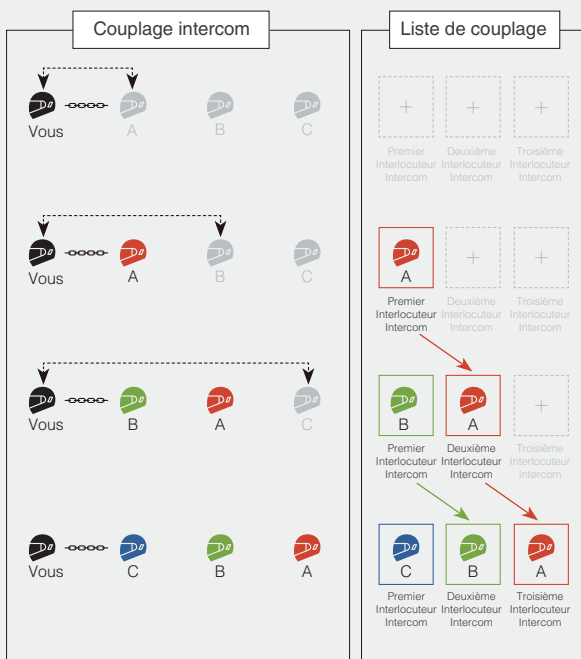 Couplage intercom
Liste de couplage
Vous A B C
+ + +
Premier Interlocuteur Intercom
Deuxième Interlocuteur Intercom
Troisième Interlocuteur Intercom
Vous A B C
A + +
Premier Interlocuteur Intercom
Deuxième Interlocuteur Intercom
Troisième Interlocuteur Intercom
Vous B A C
B A +
Premier Interlocuteur Intercom
Deuxième Interlocuteur Intercom
Troisième Interlocuteur Intercom
Vous C B A
C B A
Premier Interlocuteur Intercom
Deuxième Interlocuteur Intercom
Troisième Interlocuteur Intercom